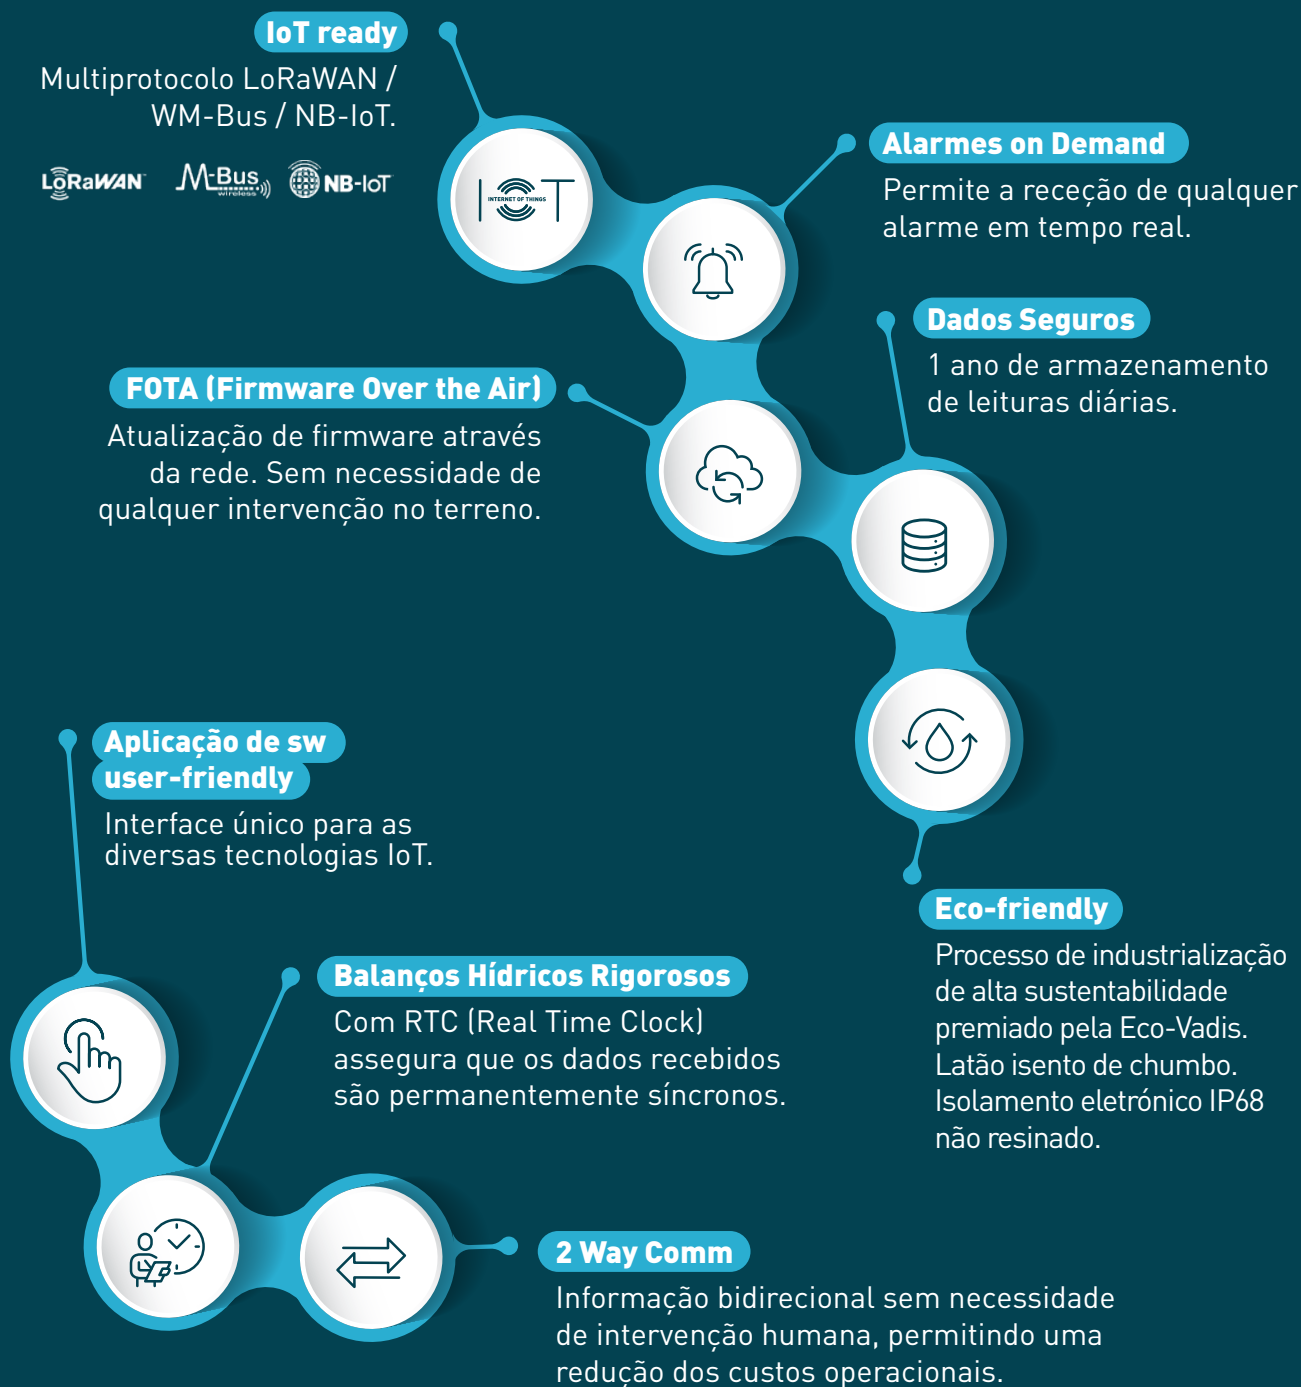 IoT ready
Multiprotocolo LoRaWAN /
WM-Bus / NB-IoT.
LoRaWAN™
M-Bus
wireless
NB-IoT
IOT
INTERNET OF THINGS
Alarmes on Demand
Permite a receção de qualquer
alarme em tempo real.
Dados Seguros
1 ano de armazenamento
de leituras diárias.
FOTA (Firmware Over the Air)
Atualização de firmware através
da rede. Sem necessidade de
qualquer intervenção no terreno.
Aplicação de sw
user-friendly
Interface único para as
diversas tecnologias IoT.
Eco-friendly
Processo de industrialização
de alta sustentabilidade
premiado pela Eco-Vadis.
Latão isento de chumbo.
Isolamento eletrónico IP68
não resinado.
Balanços Hídricos Rigorosos
Com RTC (Real Time Clock)
assegura que os dados recebidos
são permanentemente síncronos.
2 Way Comm
Informação bidirecional sem necessidade
de intervenção humana, permitindo uma
redução dos custos operacionais.